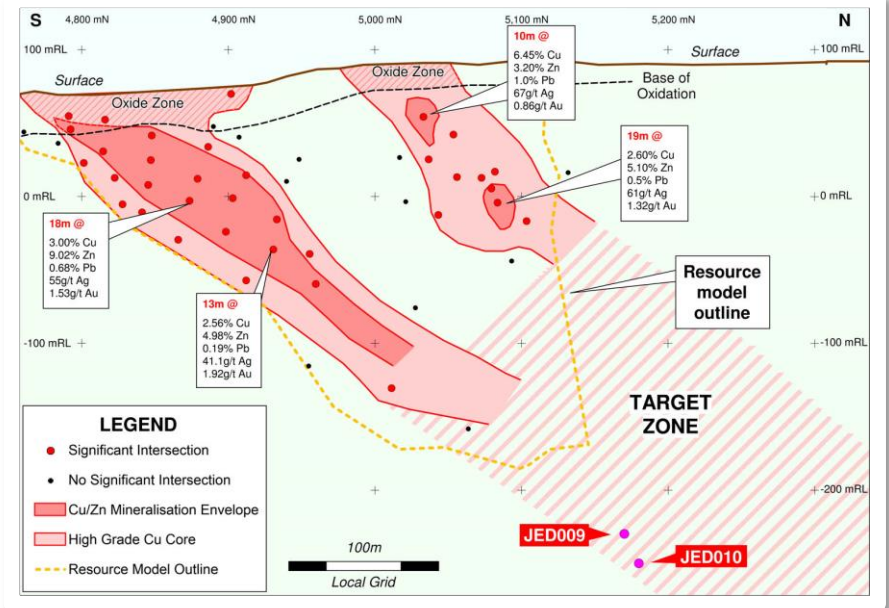 S
4,800 mN
4,900 mN
5,000 mN
5,100 mN
5,200 mN
N
100 mRL
100 mRL
Surface
Oxide Zone
Oxide Zone
Surface
Base of
Oxidation
10m @
6.45% Cu
3.20% Zn
1.0% Pb
67g/t Ag
0.86g/t Au
19m @
2.60% Cu
5.10% Zn
0.5% Pb
61g/t Ag
1.32g/t Au
0 mRL
0 mRL
18m @
3.00% Cu
9.02% Zn
0.68% Pb
55g/t Ag
1.53g/t Au
13m @
2.56% Cu
4.98% Zn
0.19% Pb
41.1g/t Ag
1.92g/t Au
Resource
model
outline
-100 mRL
-100 mRL
TARGET
ZONE
LEGEND
Significant Intersection
No Significant Intersection
Cu/Zn Mineralisation Envelope
High Grade Cu Core
Resource Model Outline
100m
Local Grid
-200 mRL
JED009
JED010